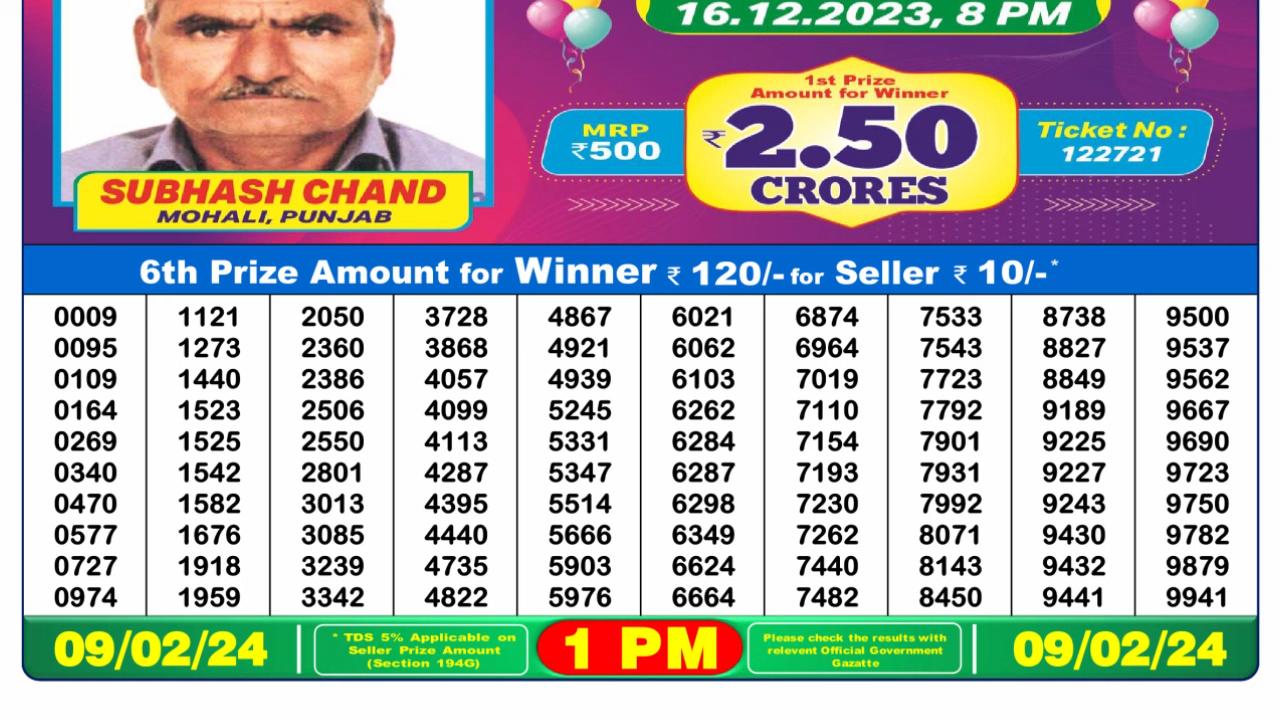 16.12.2023, 8 PM
1st Prize
Amount for Winner
MRP
₹500
₹2.50
CRORES
Ticket No :
122721
SUBHASH CHAND
MOHALI, PUNJAB
6th Prize Amount for Winner ₹ 120/- for Seller ₹ 10/-*
0009 1121 2050 3728 4867 6021 6874 7533 8738 9500
0095 1273 2360 3868 4921 6062 6964 7543 8827 9537
0109 1440 2386 4057 4939 6103 7019 7723 8849 9562
0164 1523 2506 4099 5245 6262 7110 7792 9189 9667
0269 1525 2550 4113 5331 6284 7154 7901 9225 9690
0340 1542 2801 4287 5347 6287 7193 7931 9227 9723
0470 1582 3013 4395 5514 6298 7230 7992 9243 9750
0577 1676 3085 4440 5666 6349 7262 8071 9430 9782
0727 1918 3239 4735 5903 6624 7440 8143 9432 9879
0974 1959 3342 4822 5976 6664 7482 8450 9441 9941
09/02/24
* TDS 5% Applicable on
Seller Prize Amount
(Section 194G)
1 PM
Please check the results with
relevent Official Government
Gazatte
09/02/24